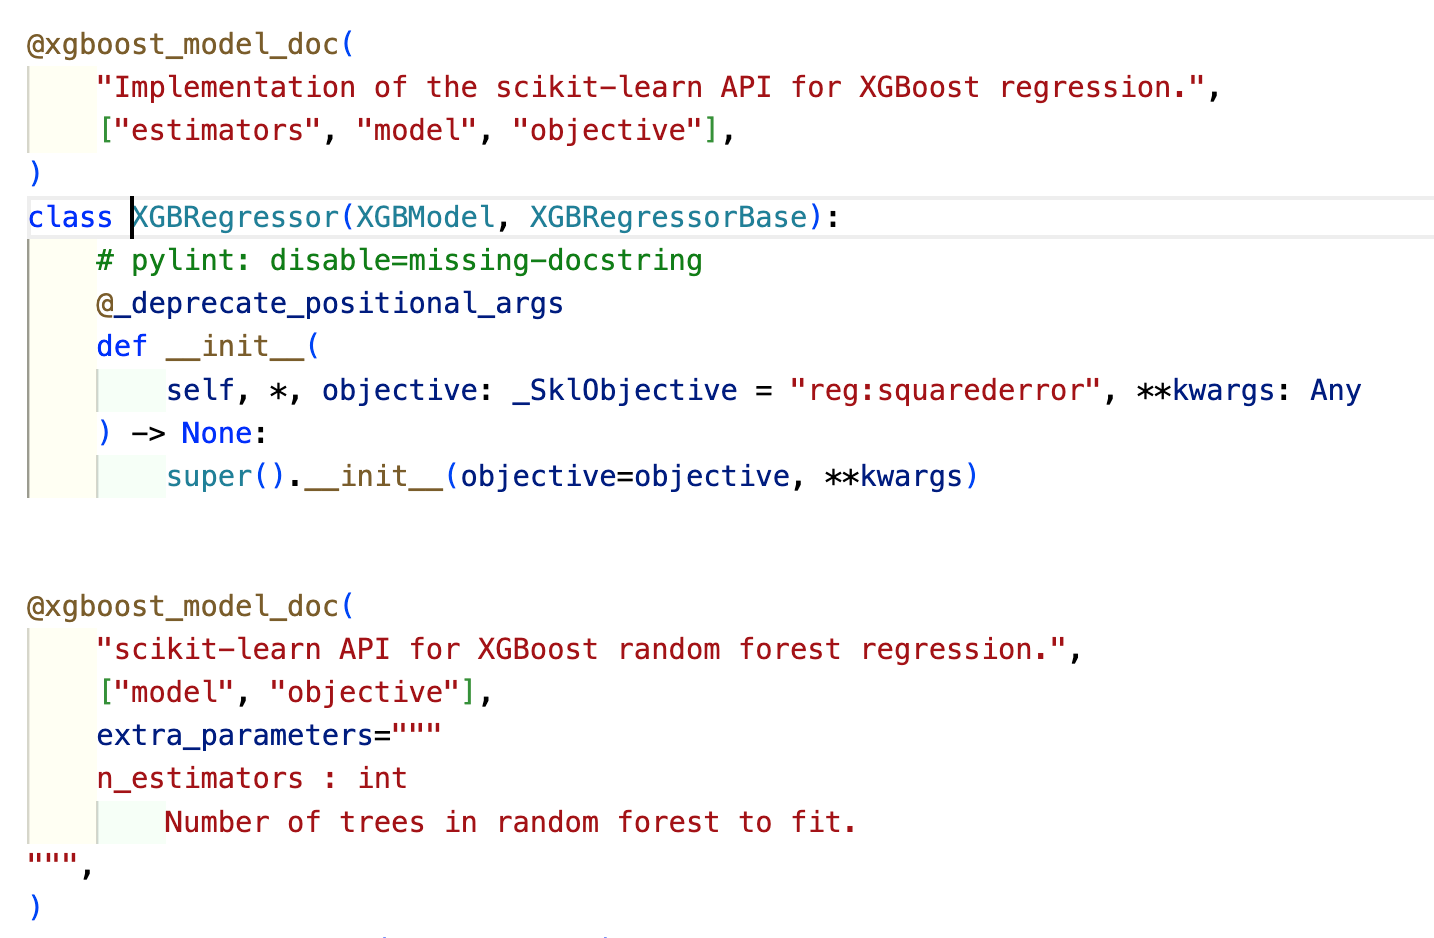 @xgboost_model_doc(
    "Implementation of the scikit-learn API for XGBoost regression.",
    ["estimators", "model", "objective"],
)
class XGBRegressor(XGBModel, XGBRegressorBase):
    # pylint: disable=missing-docstring
    @_deprecate_positional_args
    def __init__(
        self, *, objective: _SklObjective = "reg:squarederror", **kwargs: Any
    ) -> None:
        super().__init__(objective=objective, **kwargs)
@xgboost_model_doc(
    "scikit-learn API for XGBoost random forest regression.",
    ["model", "objective"],
    extra_parameters="""
    n_estimators : int
        Number of trees in random forest to fit.
""",
)